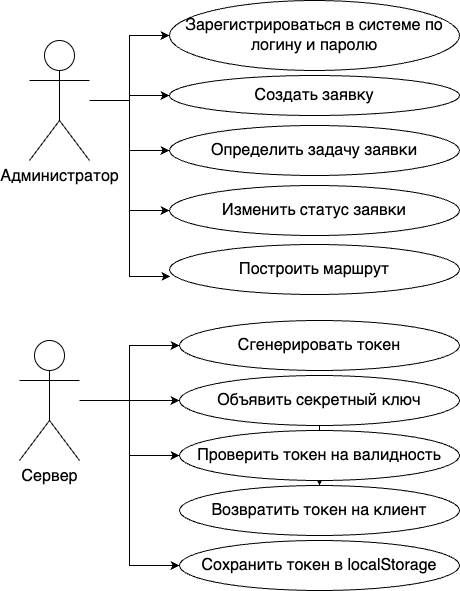 Зарегистрироваться в системе по
логину и паролю
Создать заявку
Определить задачу заявки
Администратор
Изменить статус заявки
Построить маршрут
Сгенерировать токен
Объявить секретный ключ
Проверить токен на валидность
Сервер
Возвратить токен на клиент
Сохранить токен в localStorage